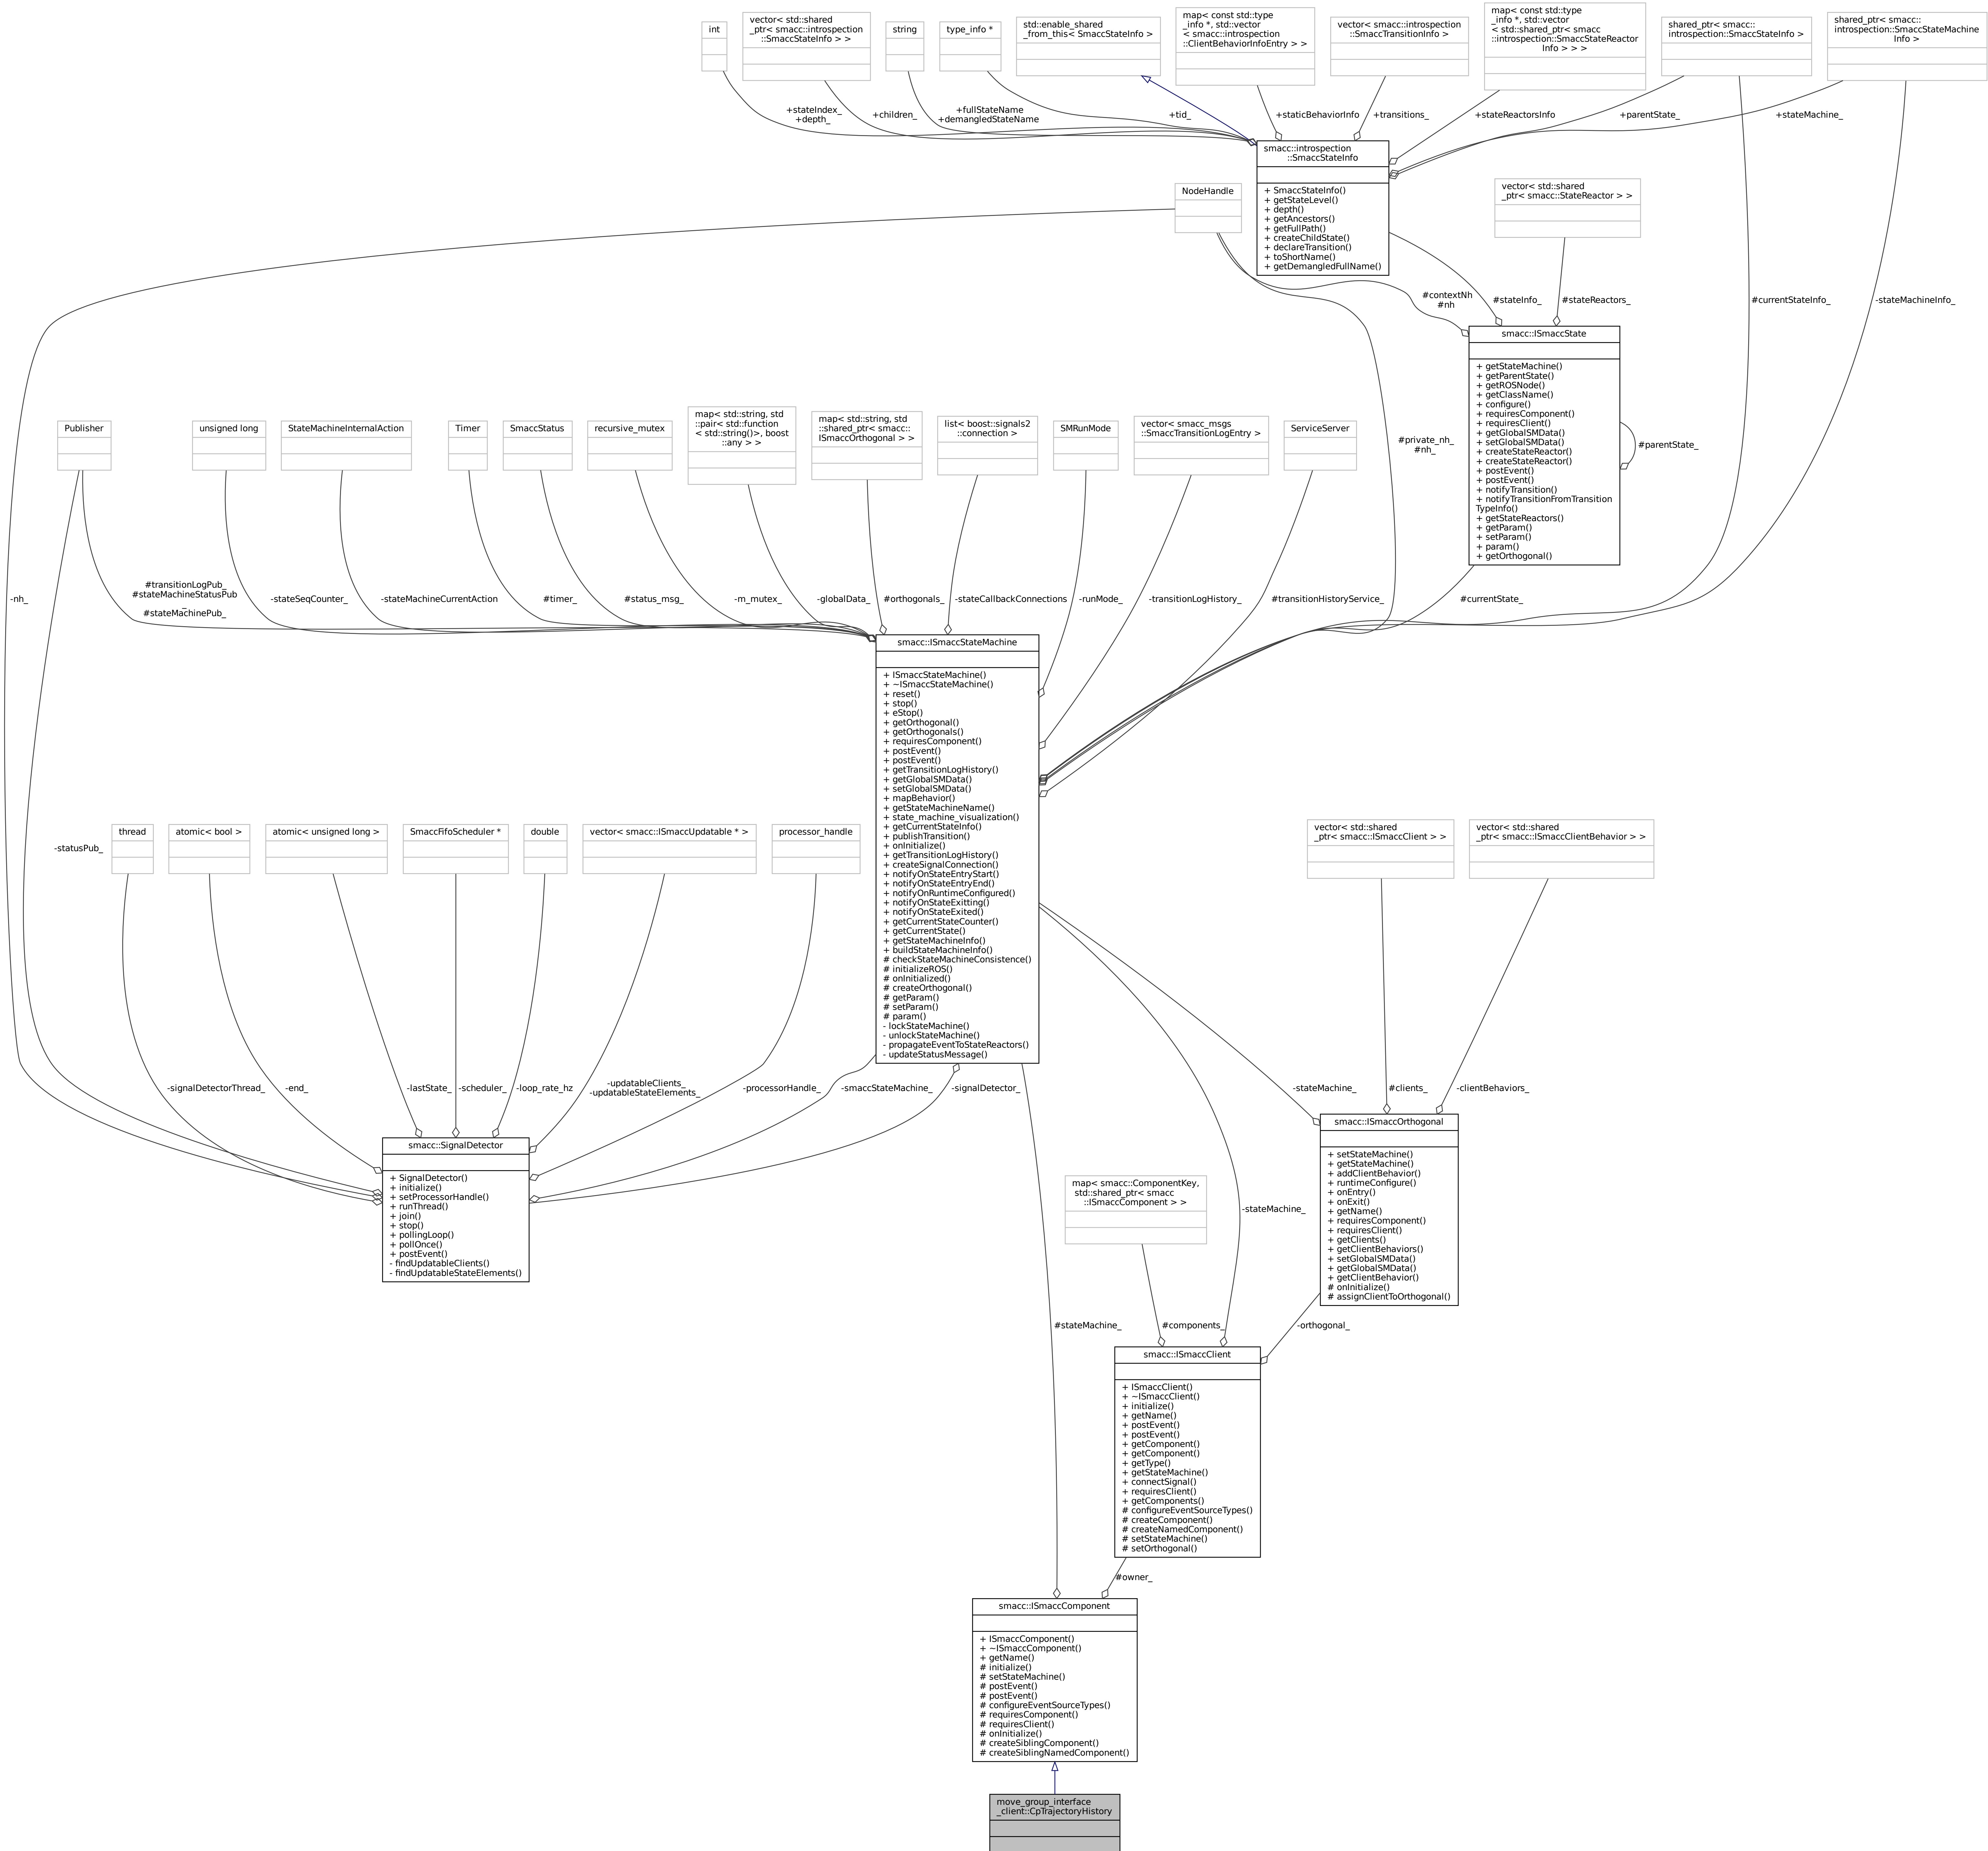 int
vector< std::shared
_ptr< smacc::introspection
::SmaccStateInfo > >
string
type_info *
std::enable_shared
_from_this< SmaccStateInfo >
map< const std::type
_info *, std::vector
< smacc::introspection
::ClientBehaviorInfoEntry > >
vector< smacc::introspection
::SmaccTransitionInfo >
map< const std::type
_info *, std::vector
< std::shared_ptr< smacc
::introspection::SmaccStateReactor
Info > > >
shared_ptr< smacc::
introspection::SmaccStateInfo >
shared_ptr< smacc::
introspection::SmaccStateMachine
Info >
+stateIndex_
+depth_
+children_
+fullStateName
+demangledStateName
+tid_
+staticBehaviorInfo
+transitions_
+stateReactorsInfo
+parentState_
+stateMachine_
smacc::introspection
::SmaccStateInfo
+ SmaccStateInfo()
+ getStateLevel()
+ depth()
+ getAncestors()
+ getFullPath()
+ createChildState()
+ declareTransition()
+ toShortName()
+ getDemangledFullName()
NodeHandle
vector< std::shared
_ptr< smacc::StateReactor > >
#contextNh
#nh
#stateInfo_
#stateReactors_
#currentStateInfo_
-stateMachineInfo_
smacc::ISmaccState
+ getStateMachine()
+ getParentState()
+ getROSNode()
+ getClassName()
+ configure()
+ requiresComponent()
+ requiresClient()
+ getGlobalSMData()
+ setGlobalSMData()
+ createStateReactor()
+ createStateReactor()
+ postEvent()
+ postEvent()
+ notifyTransition()
+ notifyTransitionFromTransition
TypeInfo()
+ getStateReactors()
+ getParam()
+ setParam()
+ param()
+ getOrthogonal()
#parentState_
Publisher
unsigned long
StateMachineInternalAction
Timer
SmaccStatus
recursive_mutex
map< std::string, std
::pair< std::function
< std::string()>, boost
::any > >
map< std::string, std
::shared_ptr< smacc::
ISmaccOrthogonal > >
list< boost::signals2
::connection >
SMRunMode
vector< smacc_msgs
::SmaccTransitionLogEntry >
ServiceServer
#private_nh_
#nh_
-nh_
#transitionLogPub_
#stateMachineStatusPub
_
#stateMachinePub_
-stateSeqCounter_
-stateMachineCurrentAction
#timer_
#status_msg_
-m_mutex_
-globalData_
#orthogonals_
-stateCallbackConnections
-runMode_
-transitionLogHistory_
#transitionHistoryService_
#currentState_
smacc::ISmaccStateMachine
+ ISmaccStateMachine()
+ ~ISmaccStateMachine()
+ reset()
+ stop()
+ eStop()
+ getOrthogonal()
+ getOrthogonals()
+ requiresComponent()
+ postEvent()
+ postEvent()
+ getTransitionLogHistory()
+ getGlobalSMData()
+ setGlobalSMData()
+ mapBehavior()
+ getStateMachineName()
+ state_machine_visualization()
+ getCurrentStateInfo()
+ publishTransition()
+ onInitialize()
+ getTransitionLogHistory()
+ createSignalConnection()
+ notifyOnStateEntryStart()
+ notifyOnStateEntryEnd()
+ notifyOnRuntimeConfigured()
+ notifyOnStateExitting()
+ notifyOnStateExited()
+ getCurrentStateCounter()
+ getCurrentState()
+ getStateMachineInfo()
+ buildStateMachineInfo()
# checkStateMachineConsistence()
# initializeROS()
# onInitialized()
# createOrthogonal()
# getParam()
# setParam()
# param()
- lockStateMachine()
- unlockStateMachine()
- propagateEventToStateReactors()
- updateStatusMessage()
-statusPub_
thread
atomic< bool >
atomic< unsigned long >
SmaccFifoScheduler *
double
vector< smacc::ISmaccUpdatable * >
processor_handle
vector< std::shared
_ptr< smacc::ISmaccClient > >
vector< std::shared
_ptr< smacc::ISmaccClientBehavior > >
-signalDetectorThread_
-end_
-lastState_
-scheduler_
-loop_rate_hz
-updatableClients_
-updatableStateElements_
-processorHandle_
-smaccStateMachine_
-signalDetector_
-stateMachine_
#clients_
-clientBehaviors_
smacc::SignalDetector
+ SignalDetector()
+ initialize()
+ setProcessorHandle()
+ runThread()
+ join()
+ stop()
+ pollingLoop()
+ pollOnce()
+ postEvent()
- findUpdatableClients()
- findUpdatableStateElements()
smacc::ISmaccOrthogonal
+ setStateMachine()
+ getStateMachine()
+ addClientBehavior()
+ runtimeConfigure()
+ onEntry()
+ onExit()
+ getName()
+ requiresComponent()
+ requiresClient()
+ getClients()
+ getClientBehaviors()
+ setGlobalSMData()
+ getGlobalSMData()
+ getClientBehavior()
# onInitialize()
# assignClientToOrthogonal()
map< smacc::ComponentKey,
std::shared_ptr< smacc
::ISmaccComponent > >
-stateMachine_
#stateMachine_
#components_
-orthogonal_
smacc::ISmaccClient
+ ISmaccClient()
+ ~ISmaccClient()
+ initialize()
+ getName()
+ postEvent()
+ postEvent()
+ getComponent()
+ getComponent()
+ getType()
+ getStateMachine()
+ connectSignal()
+ requiresClient()
+ getComponents()
# configureEventSourceTypes()
# createComponent()
# createNamedComponent()
# setStateMachine()
# setOrthogonal()
#owner_
smacc::ISmaccComponent
+ ISmaccComponent()
+ ~ISmaccComponent()
+ getName()
# initialize()
# setStateMachine()
# postEvent()
# postEvent()
# configureEventSourceTypes()
# requiresComponent()
# requiresClient()
# onInitialize()
# createSiblingComponent()
# createSiblingNamedComponent()
move_group_interface
_client::CpTrajectoryHistory